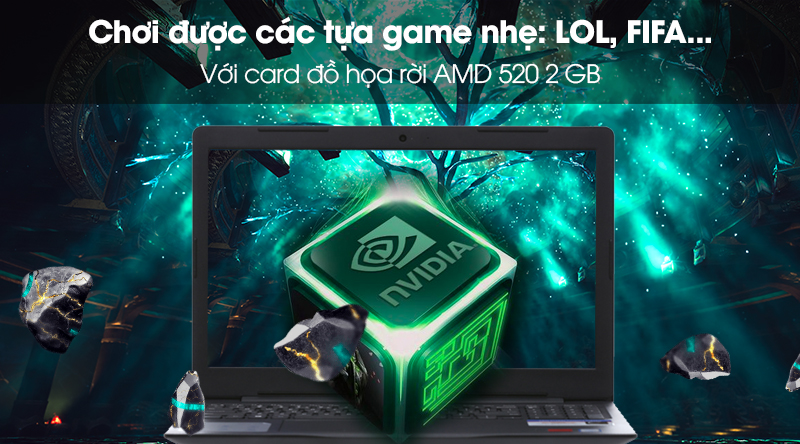 Chơi được các tựa game nhẹ: LOL, FIFA...
Với card đồ họa rời AMD 520 2 GB
NVIDIA.